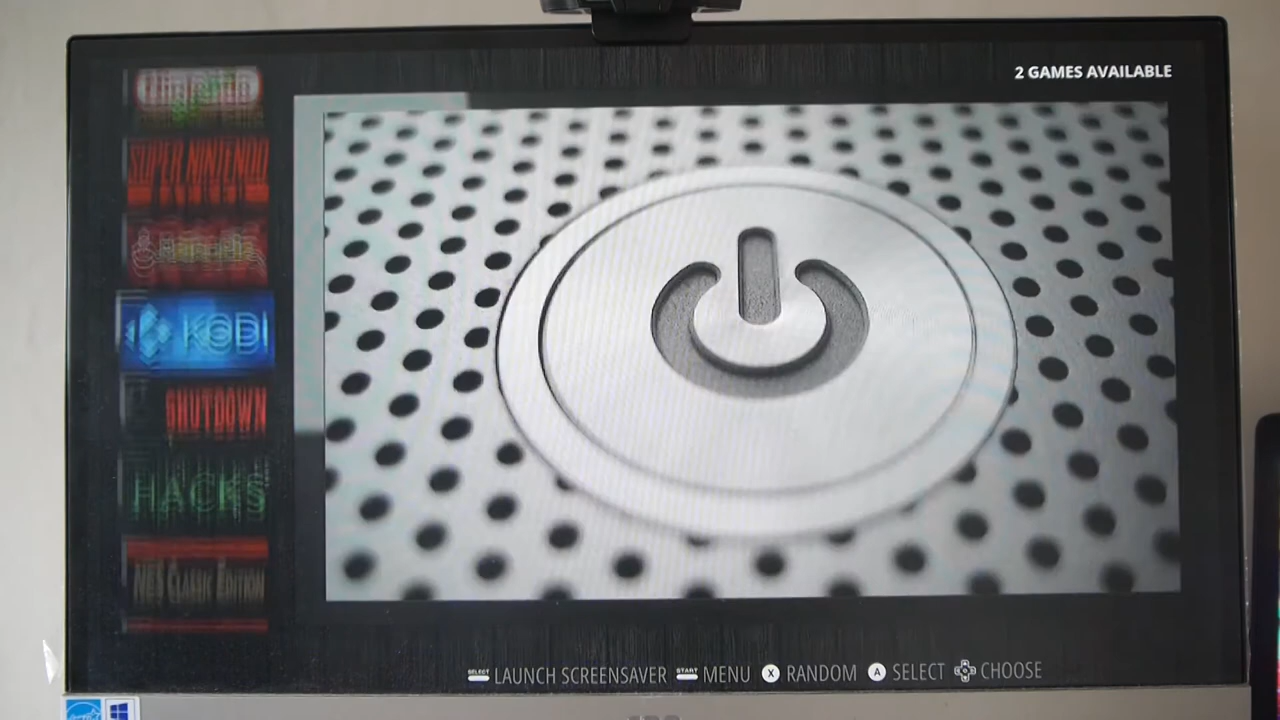 2 GAMES AVAILABLE
SUPER NINTENDO
KODI
SHUTDOWN
HACKS
NES CLASSIC EDITION
SELECT LAUNCH SCREENSAVER START MENU X RANDOM A SELECT CHOOSE